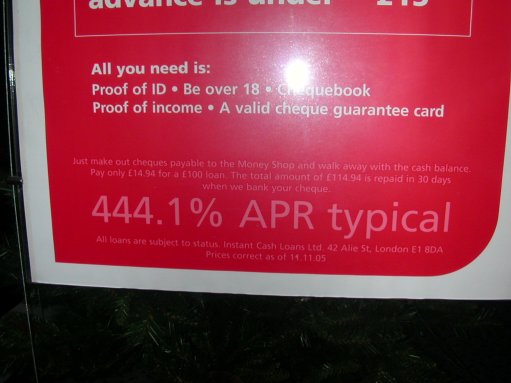 advance is under £15
All you need is:
Proof of ID • Be over 18 • Chequebook
Proof of income • A valid cheque guarantee card
Just make out cheques payable to the Money Shop and walk away with the cash balance.
Pay only £14.94 for a £100 loan. The total amount of £114.94 is repaid in 30 days
when we bank your cheque.
444.1% APR typical
All loans are subject to status. Instant Cash Loans Ltd. 42 Alie St, London E1 8DA
Prices correct as of 11.11.05